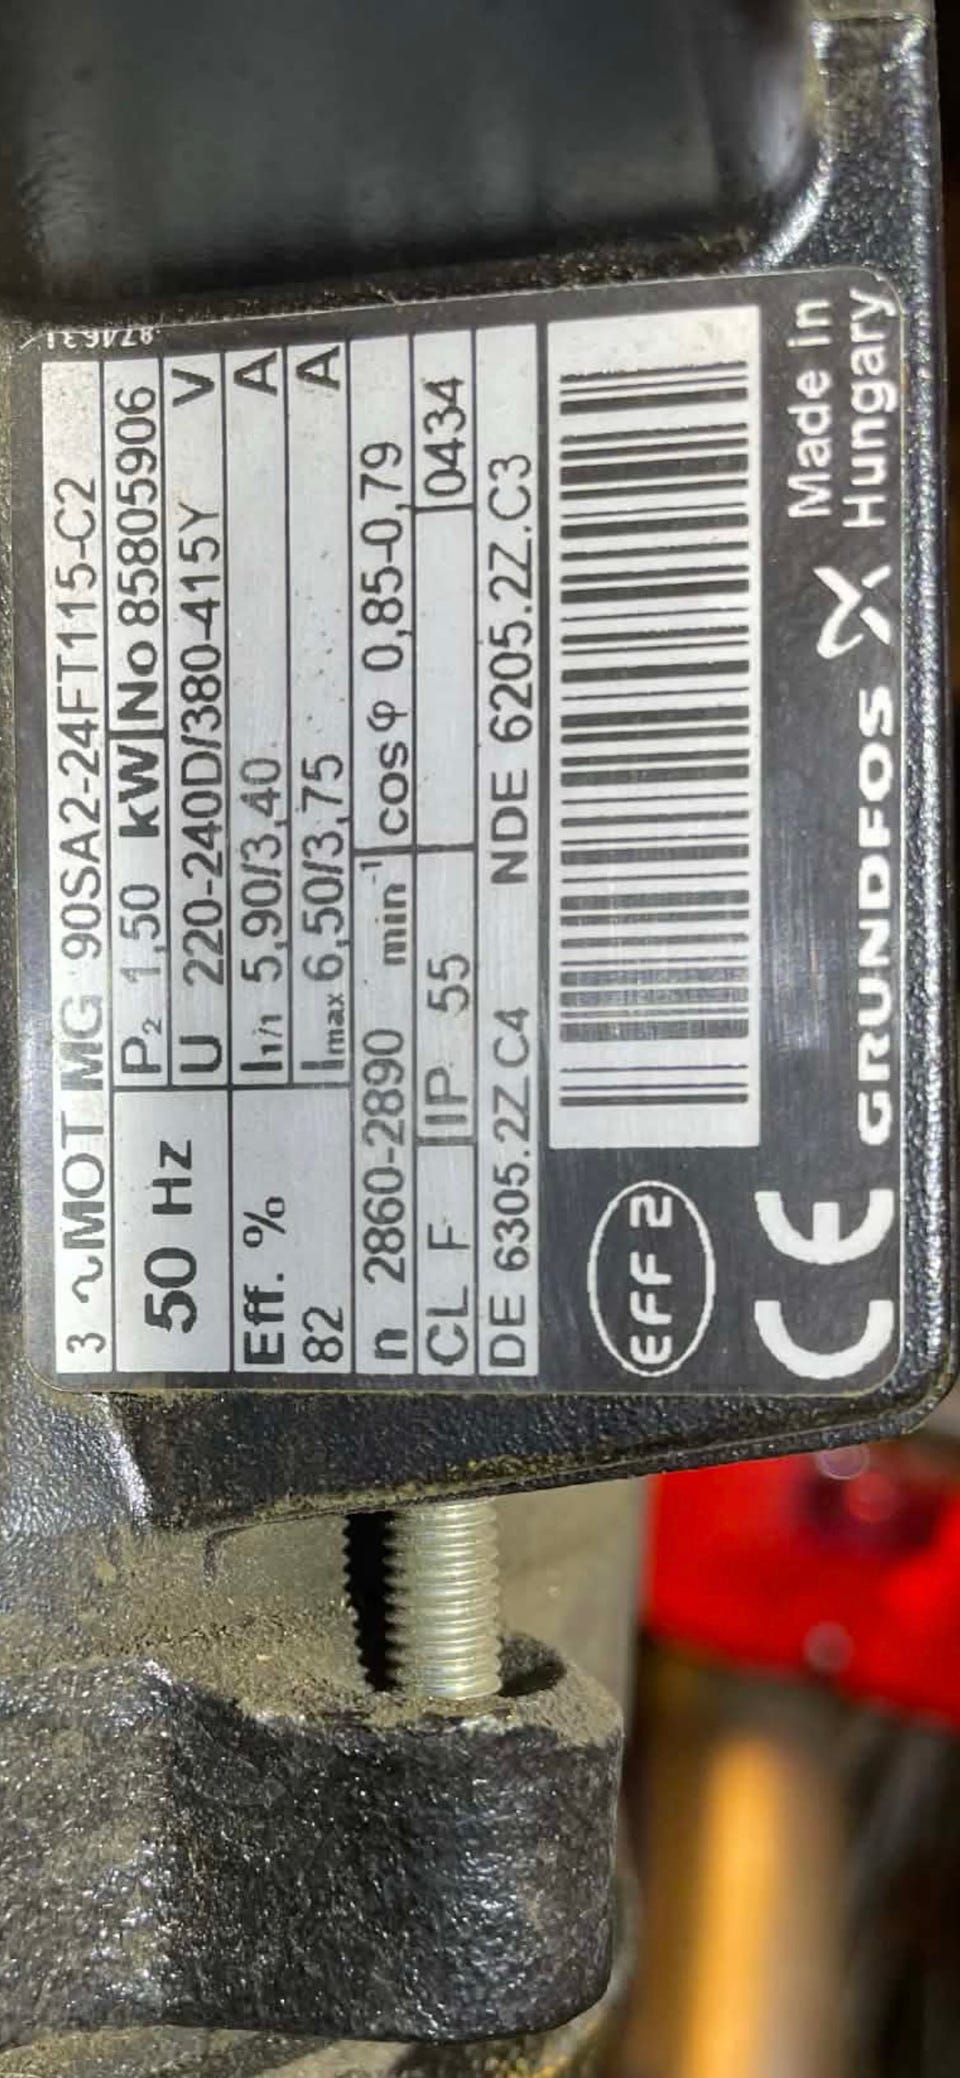 3 ~MOT MG 90SA2-24FT115-C2
50 Hz
P2 1,50 kW No 85805906
U 220-240D/380-415Y V
Eff. %
82
I1/1 5,90/3,40 A
Imax 6,50/3,75 A
n 2860-2890 min-1 cosφ 0,85-0,79
CL F IP 55 0434
DE 6305.2Z.C4 NDE 6205.2Z.C3
EFF 2
CE GRUNDFOS
Made in
Hungary